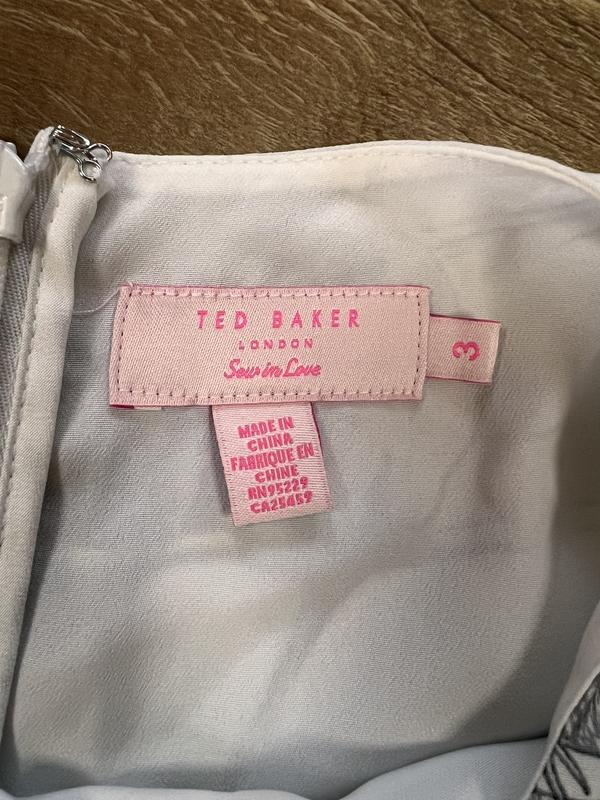 TED BAKER
LONDON
Sew in Love
3
MADE IN
CHINA
FABRIQUE EN
CHINE
RN95229
CA25459